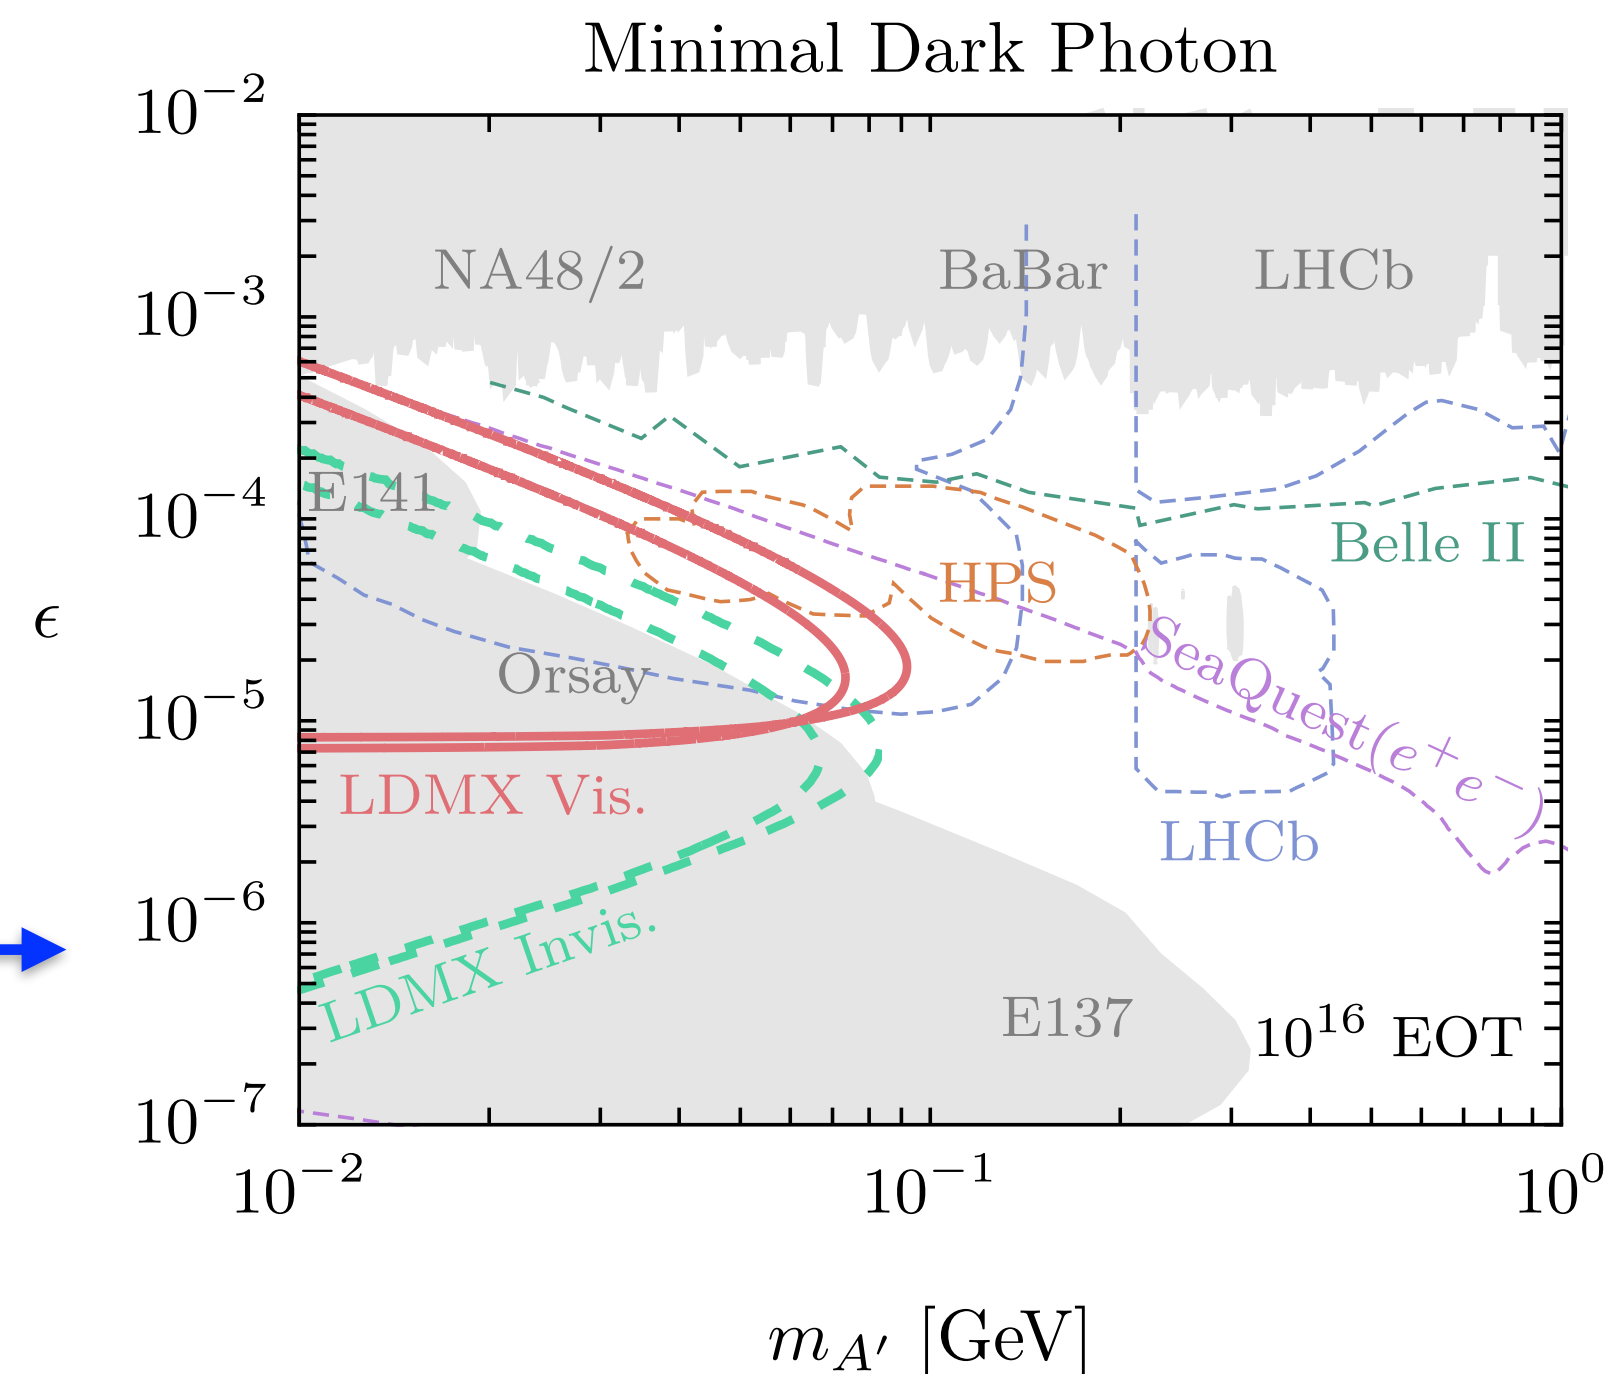 Minimal Dark Photon
10⁻²
NA48/2 BaBar LHCb
10⁻³
E141
10⁻⁴
Belle II
HPS
ϵ
SeaQuest(e⁺e⁻)
Orsay
10⁻⁵
LDMX Vis.
LHCb
10⁻⁶
LDMX Invis.
E137
10¹⁶ EOT
10⁻⁷
10⁻² 10⁻¹ 10⁰
m_A′ [GeV]